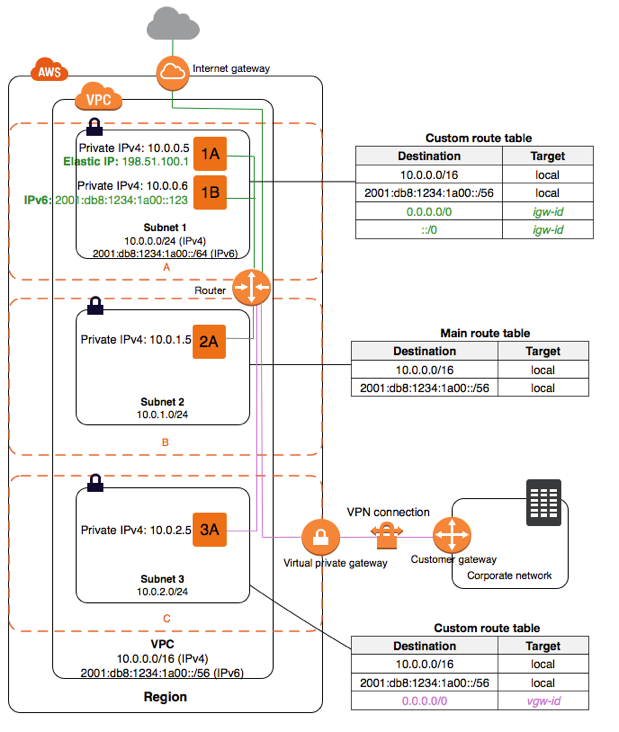 Internet gateway
AWS
VPC
Private IPv4: 10.0.0.5
Elastic IP: 198.51.100.1
1A
Private IPv4: 10.0.0.6
IPv6: 2001:db8:1234:1a00::123
1B
Subnet 1
10.0.0.0/24 (IPv4)
2001:db8:1234:1a00::/64 (IPv6)
A
Custom route table
Destination Target
10.0.0.0/16 local
2001:db8:1234:1a00::/56 local
0.0.0.0/0 igw-id
::/0 igw-id
Router
Private IPv4: 10.0.1.5
2A
Subnet 2
10.0.1.0/24
B
Main route table
Destination Target
10.0.0.0/16 local
2001:db8:1234:1a00::/56 local
Private IPv4: 10.0.2.5
3A
Subnet 3
10.0.2.0/24
C
VPN connection
Virtual private gateway
Customer gateway
Corporate network
VPC
10.0.0.0/16 (IPv4)
2001:db8:1234:1a00::/56 (IPv6)
Region
Custom route table
Destination Target
10.0.0.0/16 local
2001:db8:1234:1a00::/56 local
0.0.0.0/0 vgw-id